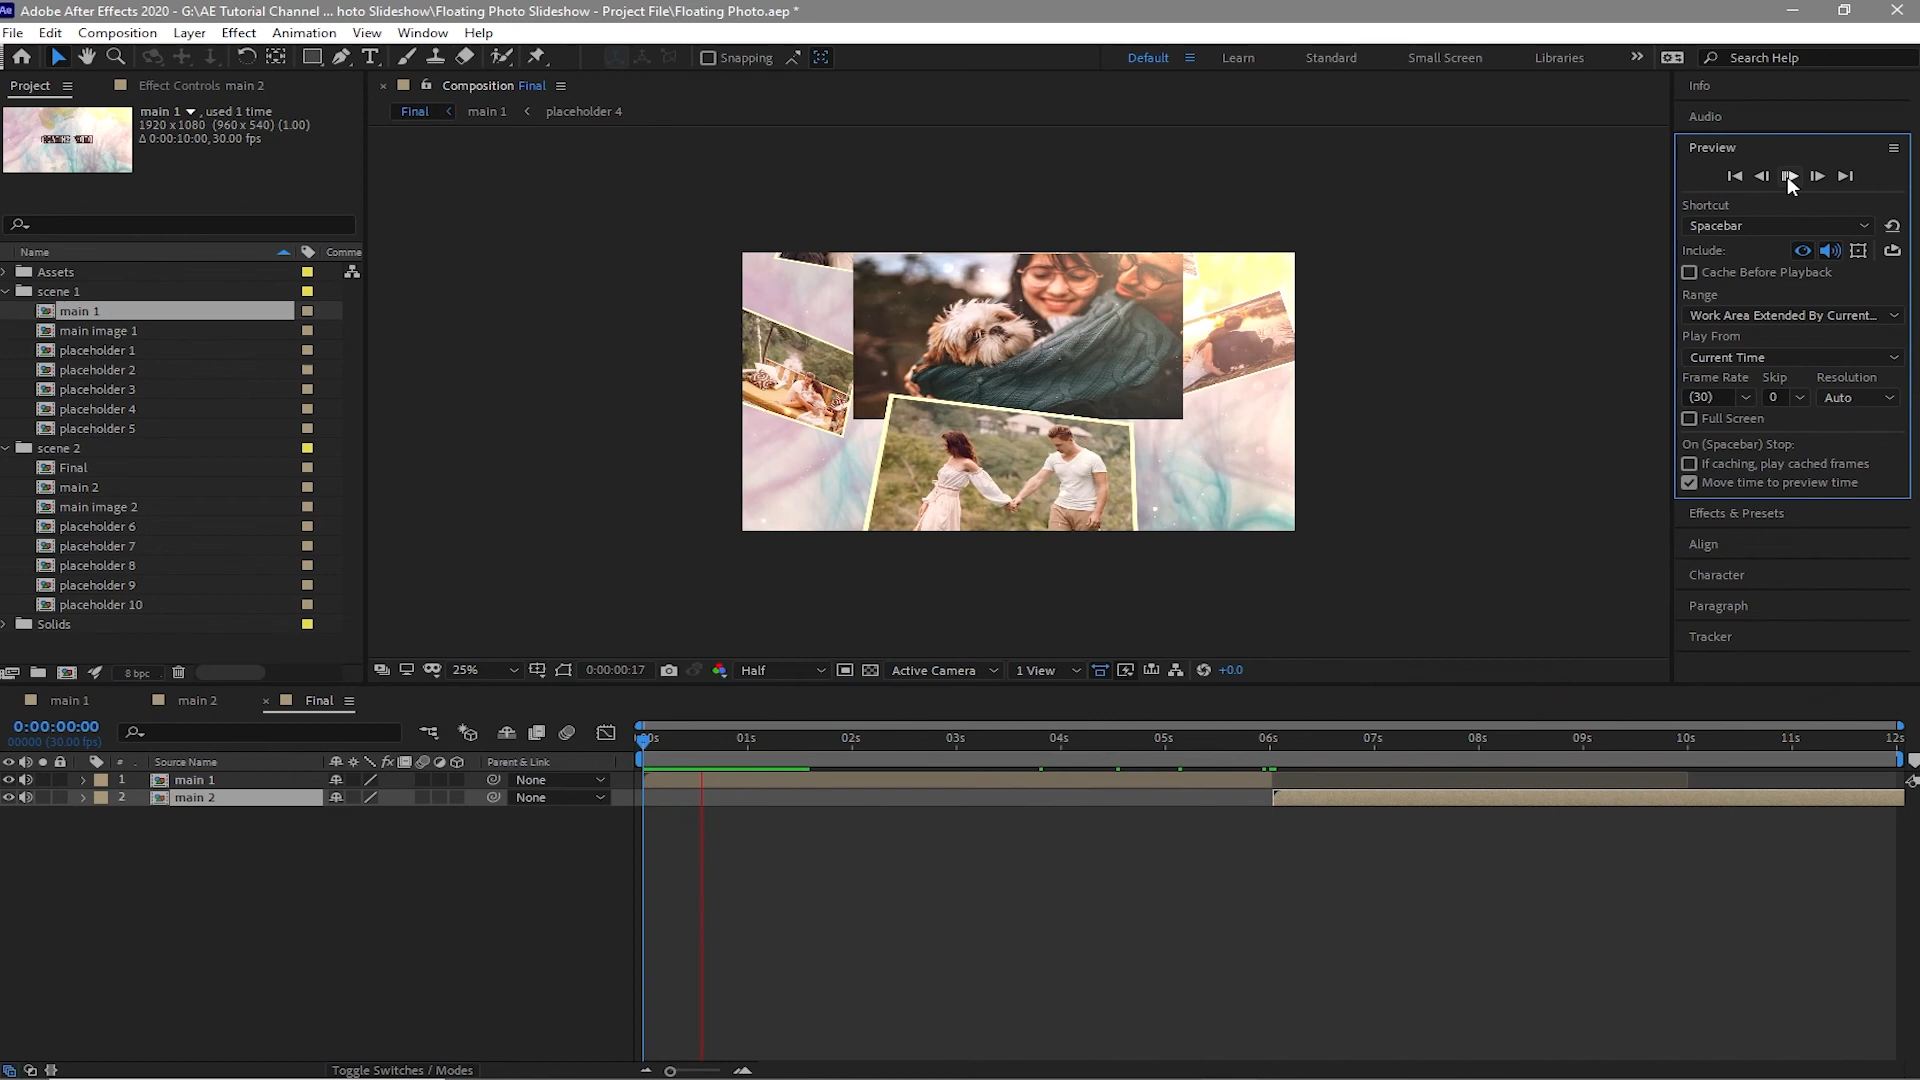 Ae Adobe After Effects 2020 - G:\AE Tutorial Channel ... hoto Slideshow\Floating Photo Slideshow - Project File\Floating Photo.aep *
File Edit Composition Layer Effect Animation View Window Help
T Snapping Default Learn Standard Small Screen Libraries Search Help
Project Effect Controls main 2 Composition Final Info
main 1 , used 1 time Final main 1 placeholder 4
1920 x 1080 (960 x 540) (1.00) Audio
Δ 0:00:10:00, 30.00 fps
Preview
Shortcut
Spacebar
Include:
Cache Before Playback
Range
Work Area Extended By Current...
Play From
Current Time
Frame Rate Skip Resolution
(30) 0 Auto
Full Screen
On (Spacebar) Stop:
If caching, play cached frames
Move time to preview time
Effects & Presets
Align
Character
Paragraph
Tracker
Name Comme
Assets
scene 1
main 1
main image 1
placeholder 1
placeholder 2
placeholder 3
placeholder 4
placeholder 5
scene 2
Final
main 2
main image 2
placeholder 6
placeholder 7
placeholder 8
placeholder 9
placeholder 10
Solids
8 bpc
25% 0:00:00:17 Half Active Camera 1 View +0.0
main 1 main 2 Final
0:00:00:00
00000 (30.00 fps)
01s 02s 03s 04s 05s 06s 07s 08s 09s 10s 11s 12s
# Source Name fx Parent & Link
1 main 1 None
2 main 2 None
Toggle Switches / Modes